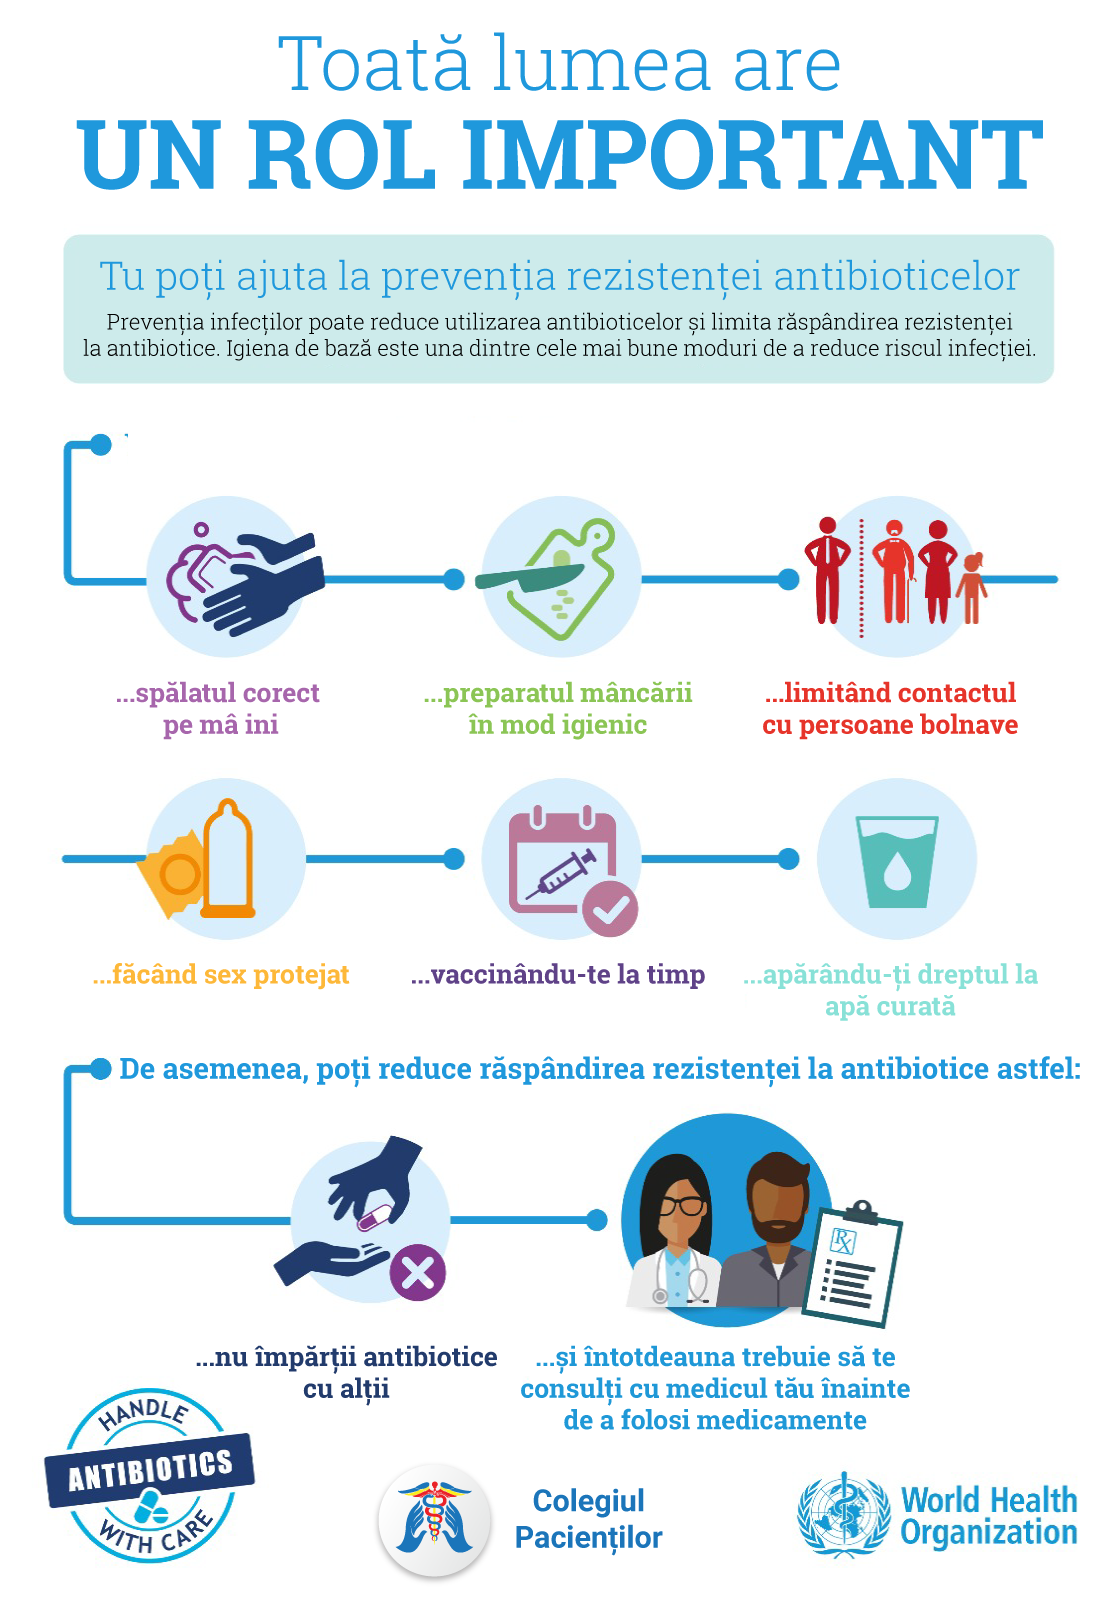 Toată lumea are
UN ROL IMPORTANT
Tu poți ajuta la prevenția rezistenței antibioticelor
Prevenția infecțiilor poate reduce utilizarea antibioticelor și limita răspândirea rezistenței
la antibiotice. Igiena de bază este una dintre cele mai bune moduri de a reduce riscul infecției.
...spălatul corect
pe mâ ini
...preparatul mâncării
în mod igienic
...limitând contactul
cu persoane bolnave
...făcând sex protejat
...vaccinându-te la timp
...apărându-ți dreptul la
apă curată
De asemenea, poți reduce răspândirea rezistenței la antibiotice astfel:
RX
...nu împărții antibiotice
cu alții
...și întotdeauna trebuie să te
consulți cu medicul tău înainte
de a folosi medicamente
HANDLE
ANTIBIOTICS
WITH CARE
Colegiul
Pacienților
World Health
Organization